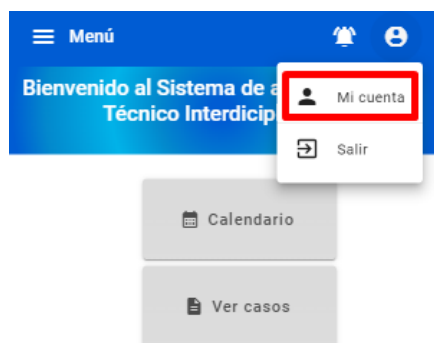 Menú
Bienvenido al Sistema de a
Técnico Interdicip
Mi cuenta
Salir
Calendario
Ver casos